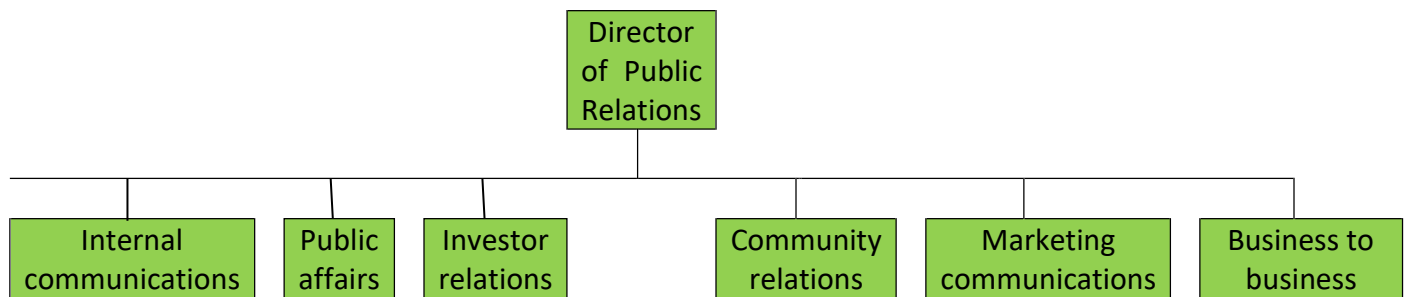 Director
of Public
Relations
Internal
communications
Public
affairs
Investor
relations
Community
relations
Marketing
communications
Business to
business